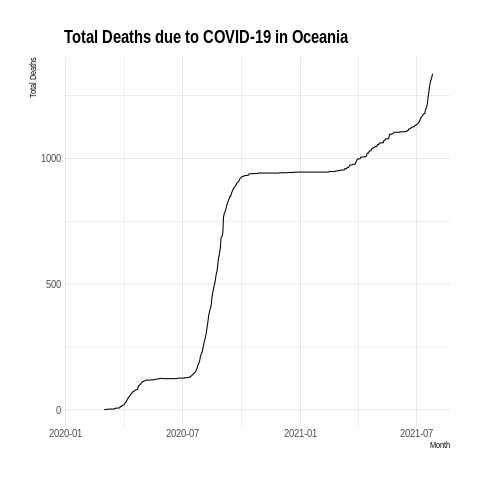 Total Deaths due to COVID-19 in Oceania
Total Deaths
1000
500
0
2020-01 2020-07 2021-01 2021-07
Month